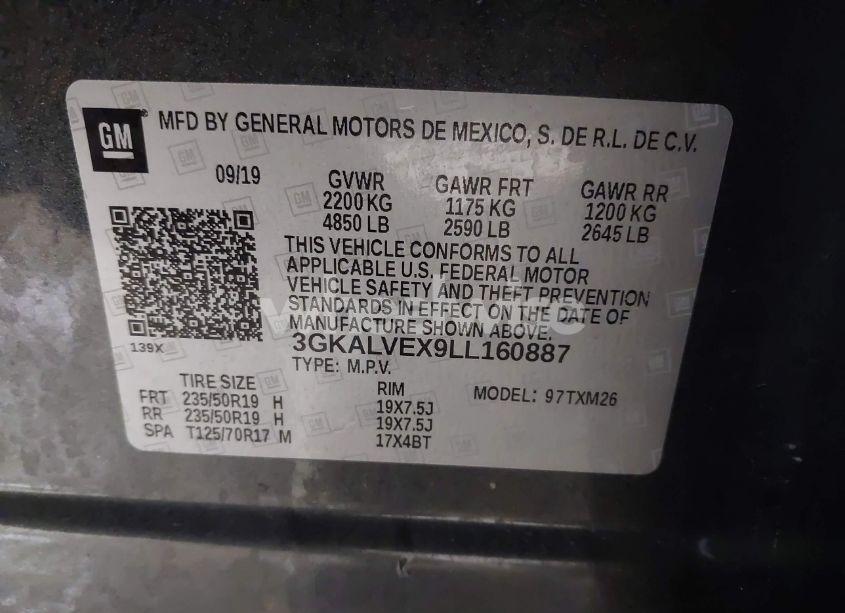 GM
MFD BY GENERAL MOTORS DE MEXICO, S. DE R.L. DE C.V.
09/19
GVWR GAWR FRT GAWR RR
2200 KG 1175 KG 1200 KG
4850 LB 2590 LB 2645 LB
THIS VEHICLE CONFORMS TO ALL
APPLICABLE U.S. FEDERAL MOTOR
VEHICLE SAFETY AND THEFT PREVENTION
STANDARDS IN EFFECT ON THE DATE OF
MANUFACTURE SHOWN ABOVE.
139X
3GKALVEX9LL160887
TYPE: M.P.V.
TIRE SIZE RIM MODEL: 97TXM26
FRT 235/50R19 H 19X7.5J
RR 235/50R19 H 19X7.5J
SPA T125/70R17 M 17X4BT